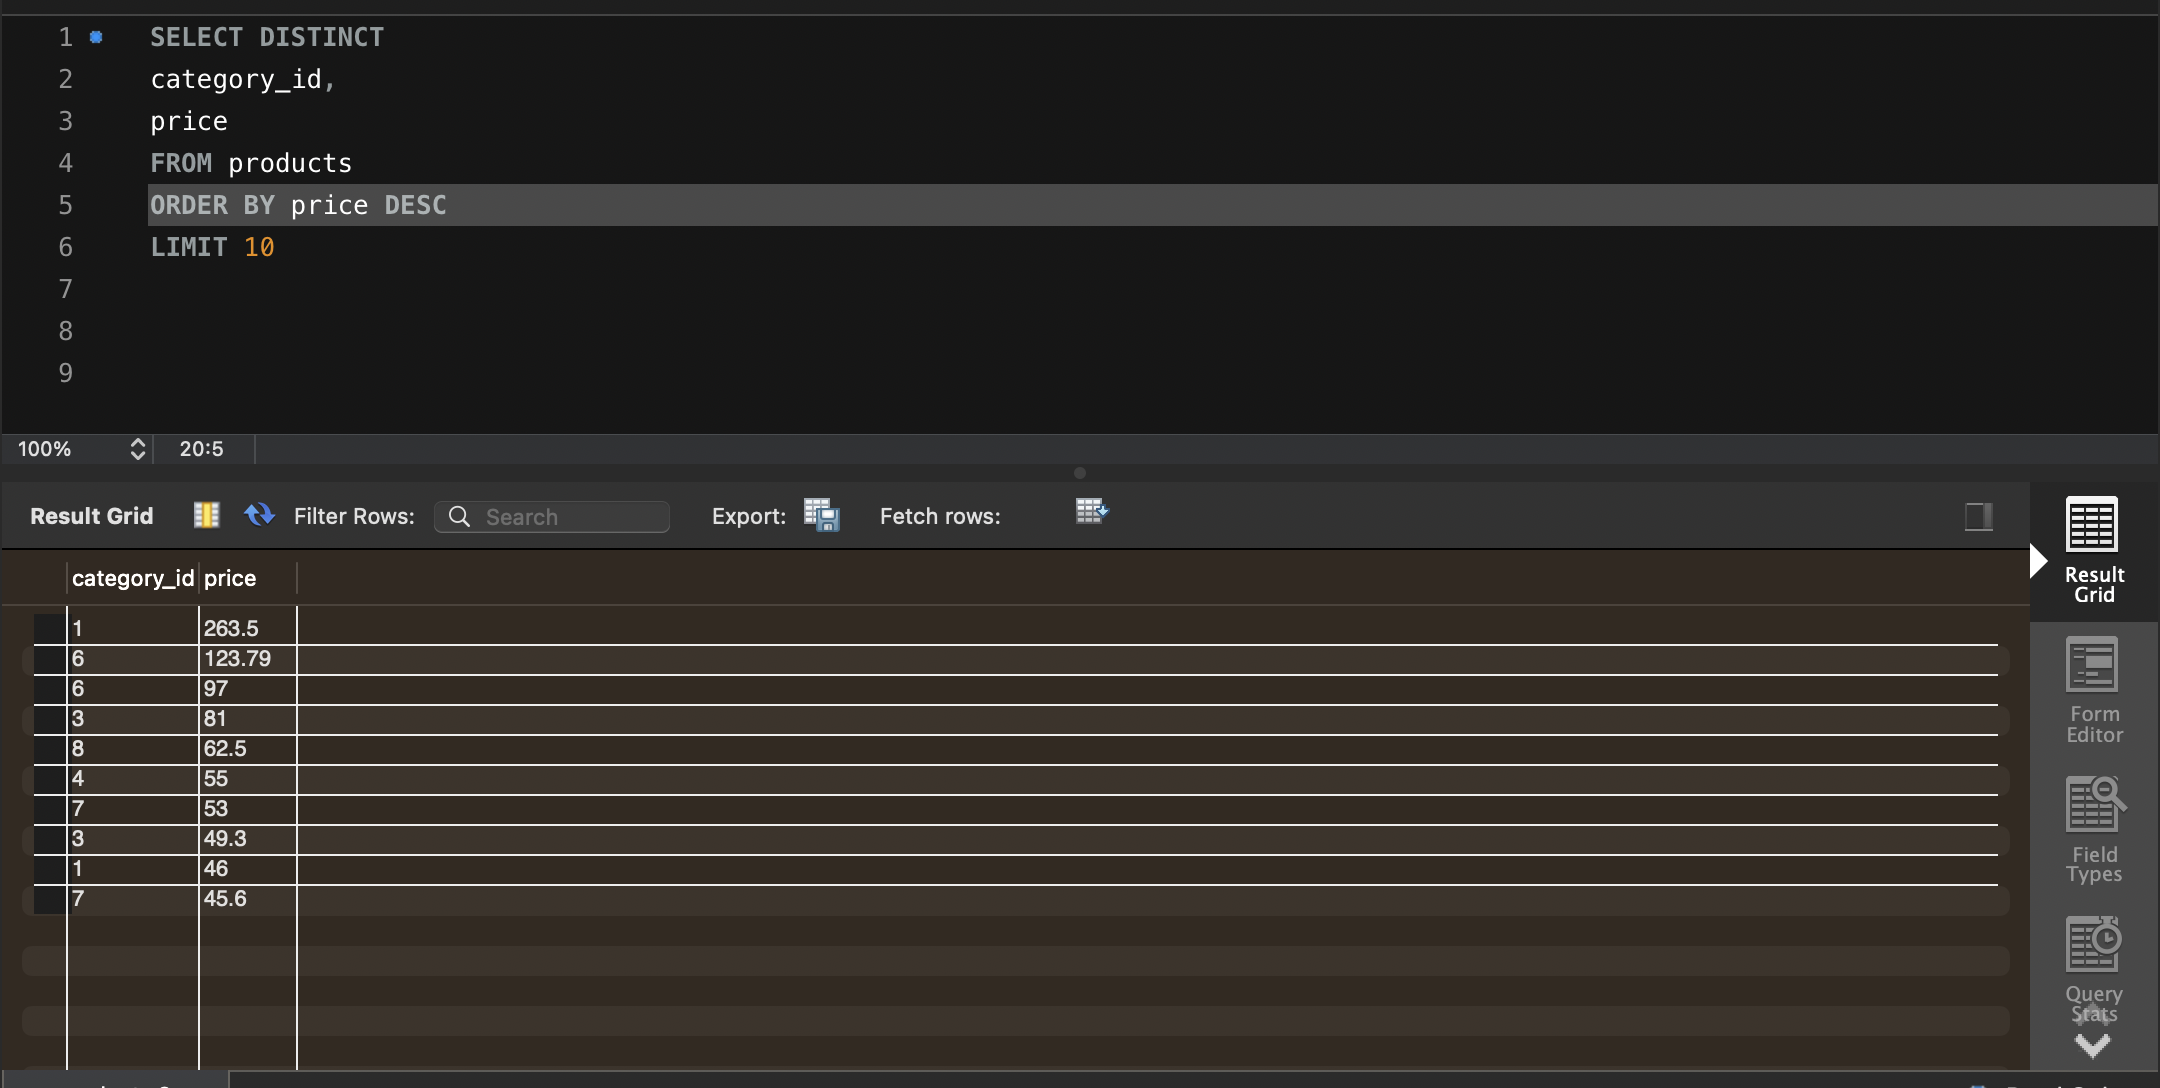 1 SELECT DISTINCT
2 category_id,
3 price
4 FROM products
5 ORDER BY price DESC
6 LIMIT 10
7
8
9
100% 20:5
Result Grid Filter Rows: Search Export: Fetch rows:
category_id price
1 263.5
6 123.79
6 97
3 81
8 62.5
4 55
7 53
3 49.3
1 46
7 45.6
Result
Grid
Form
Editor
Field
Types
Query
Stats